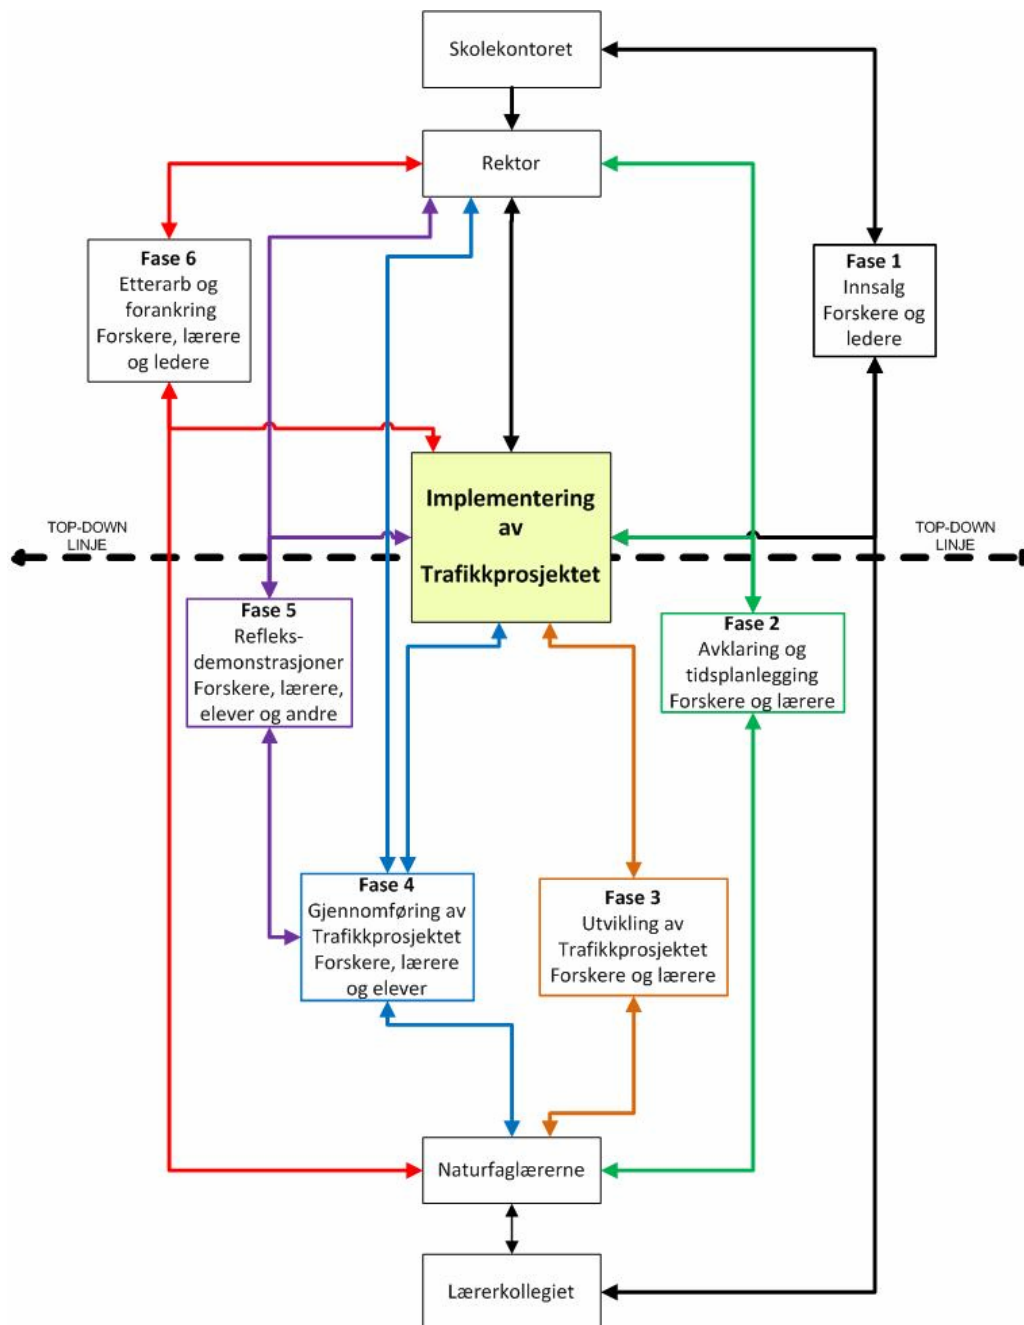 Skolekontoret
Rektor
Fase 6
Etterarb og
forankring
Forskere, lærere
og ledere
Fase 1
Innsalg
Forskere og
ledere
Implementering
av
Trafikkprosjektet
TOP-DOWN
LINJE
TOP-DOWN
LINJE
Fase 5
Refleks-
demonstrasjoner
Forskere, lærere,
elever og andre
Fase 2
Avklaring og
tidsplanlegging
Forskere og lærere
Fase 4
Gjennomføring av
Trafikkprosjektet
Forskere, lærere
og elever
Fase 3
Utvikling av
Trafikkprosjektet
Forskere og lærere
Naturfaglærerne
Lærerkollegiet